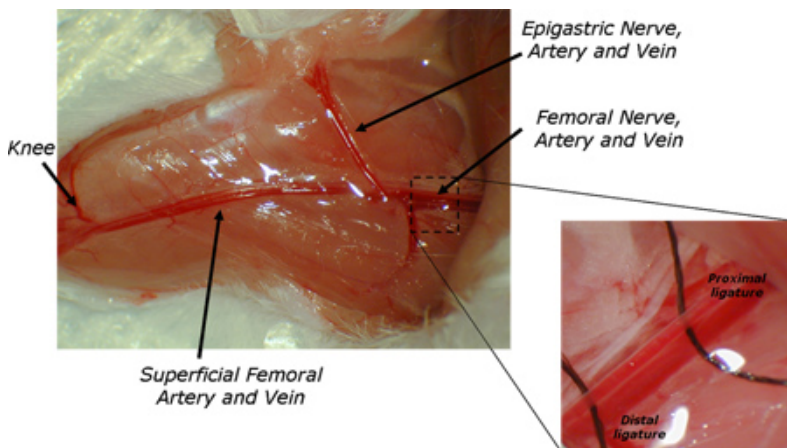 Epigastric Nerve,
Artery and Vein
Femoral Nerve,
Artery and Vein
Knee
Superficial Femoral
Artery and Vein
Proximal
ligature
Distal
ligature